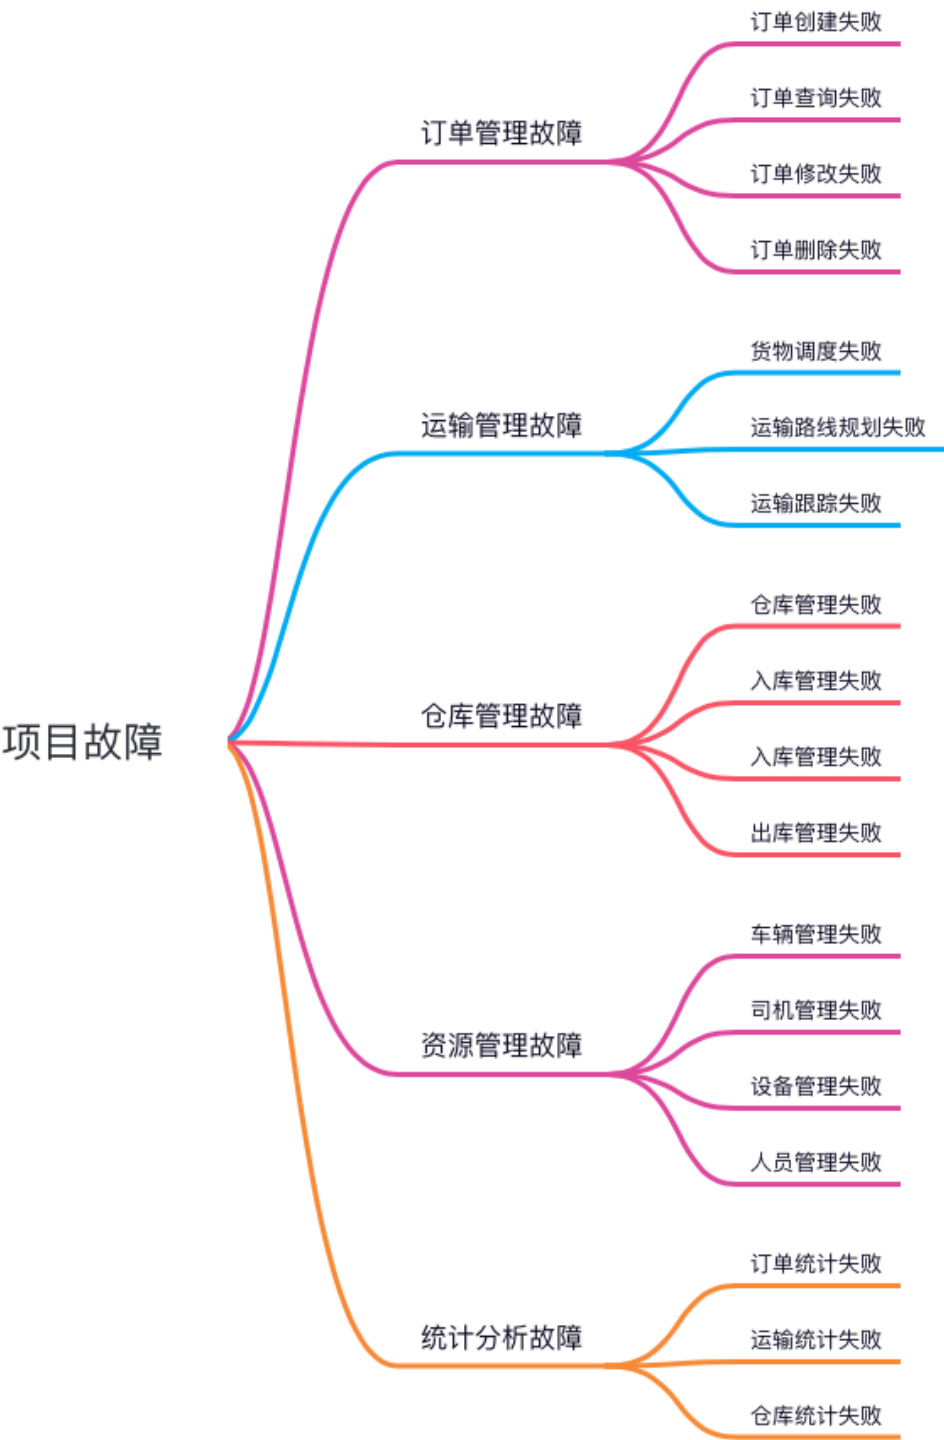 项目故障
订单管理故障
订单创建失败
订单查询失败
订单修改失败
订单删除失败
运输管理故障
货物调度失败
运输路线规划失败
运输跟踪失败
仓库管理故障
仓库管理失败
入库管理失败
入库管理失败
出库管理失败
资源管理故障
车辆管理失败
司机管理失败
设备管理失败
人员管理失败
统计分析故障
订单统计失败
运输统计失败
仓库统计失败